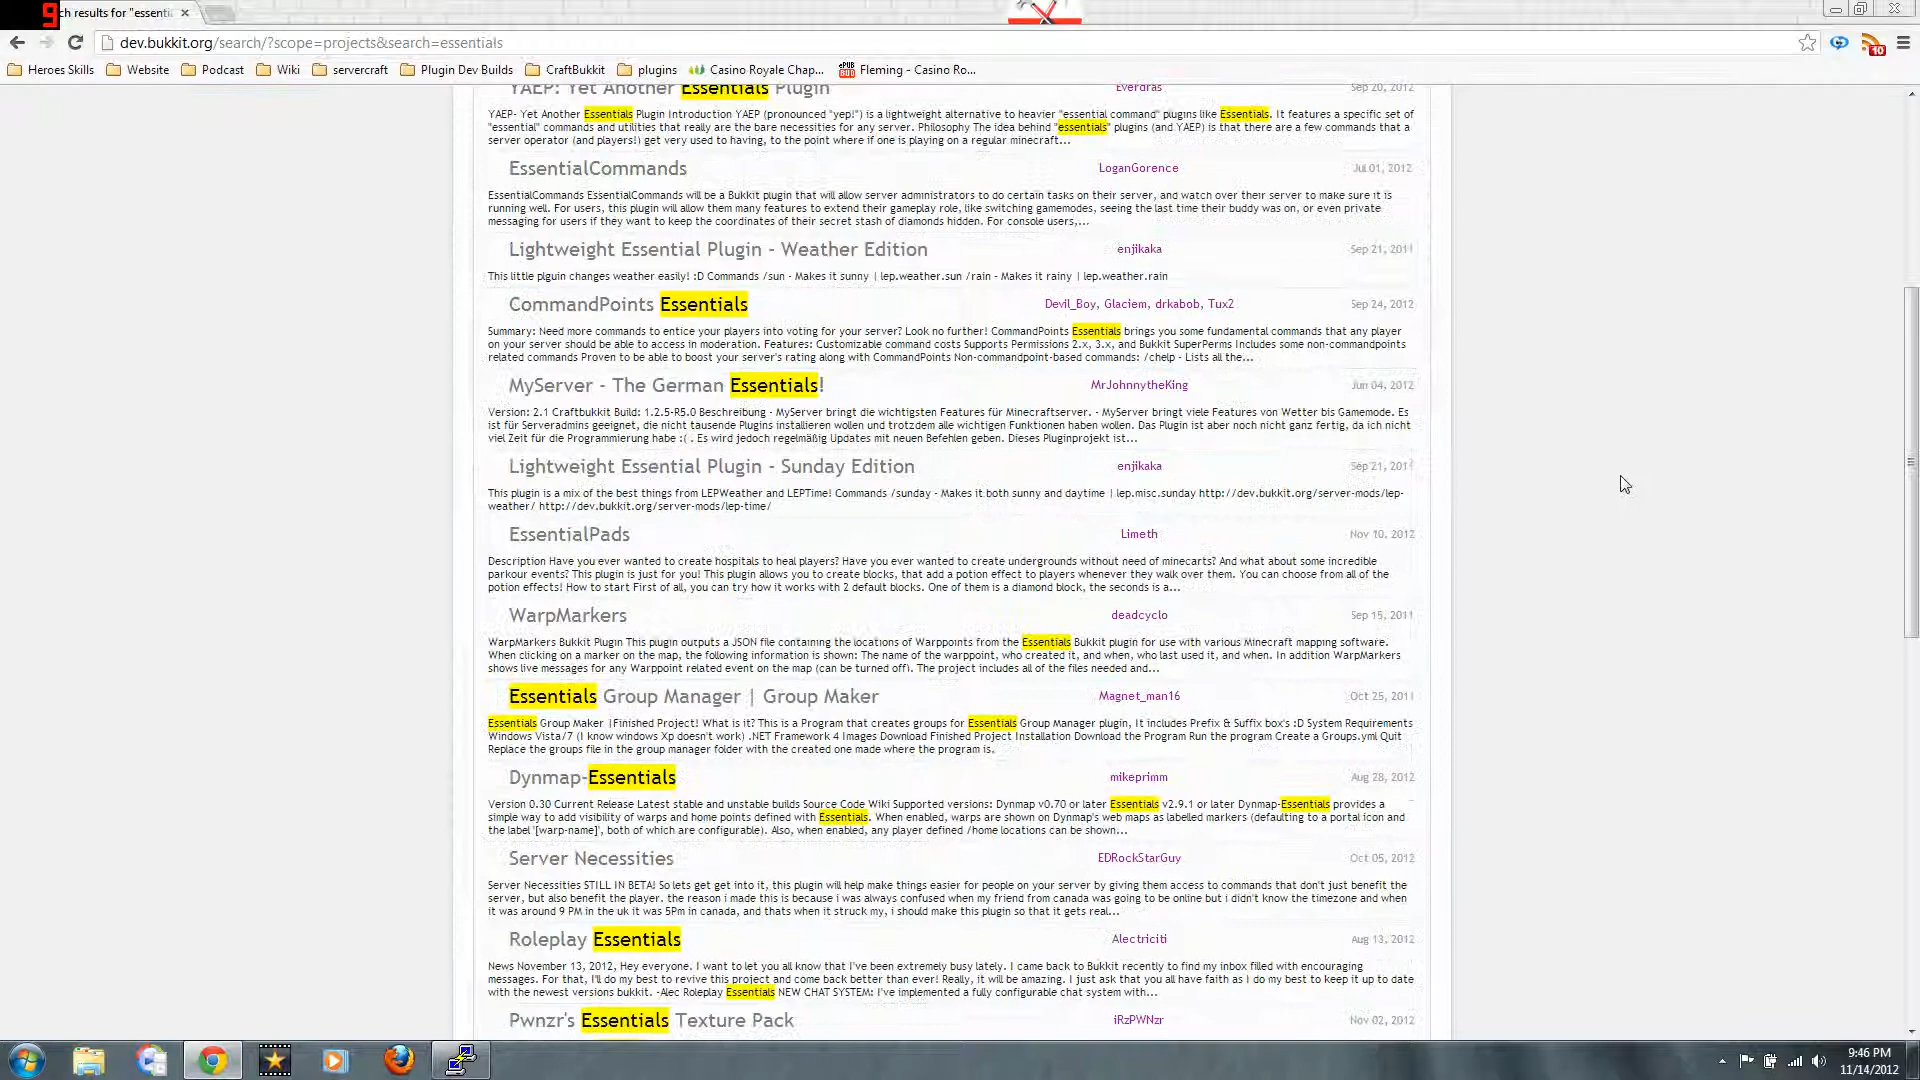 9
ch results for "essenti
dev.bukkit.org/search/?scope=projects&search=essentials
10
Heroes Skills Website Podcast Wiki servercraft Plugin Dev Builds CraftBukkit plugins Casino Royale Chap... ePUB BUD Fleming - Casino Ro...
YAEP: Yet Another Essentials Plugin Everdras Sep 20, 2012
YAEP- Yet Another Essentials Plugin Introduction YAEP (pronounced "yep!") is a lightweight alternative to heavier "essential command" plugins like Essentials. It features a specific set of
"essential" commands and utilities that really are the bare necessities for any server. Philosophy The idea behind "essentials" plugins (and YAEP) is that there are a few commands that a
server operator (and players!) get very used to having, to the point where if one is playing on a regular minecraft...
EssentialCommands LoganGorence Jul 01, 2012
EssentialCommands EssentialCommands will be a Bukkit plugin that will allow server admnistrators to do certain tasks on their server, and watch over their server to make sure it is
running well. For users, this plugin will allow them many features to extend their gameplay role, like switching gamemodes, seeing the last time their buddy was on, or even private
messaging for users if they want to keep the coordinates of their secret stash of diamonds hidden. For console users,...
Lightweight Essential Plugin - Weather Edition enjikaka Sep 21, 2011
This little plguin changes weather easily! :D Commands /sun - Makes it sunny | lep.weather.sun /rain - Makes it rainy | lep.weather.rain
CommandPoints Essentials Devil_Boy, Glaciem, drkabob, Tux2 Sep 24, 2012
Summary: Need more commands to entice your players into voting for your server? Look no further! CommandPoints Essentials brings you some fundamental commands that any player
on your server should be able to access in moderation. Features: Customizable command costs Supports Permissions 2.x, 3.x, and Bukkit SuperPerms Includes some non-commandpoints
related commands Proven to be able to boost your server's rating along with CommandPoints Non-commandpoint-based commands: /chelp - Lists all the...
MyServer - The German Essentials! MrJohnnytheKing Jun 04, 2012
Version: 2.1 Craftbukkit Build: 1.2.5-R5.0 Beschreibung - MyServer bringt die wichtigsten Features für Minecraftserver. - MyServer bringt viele Features von Wetter bis Gamemode. Es
ist für Serveradmins geeignet, die nicht tausende Plugins installieren wollen und trotzdem alle wichtigen Funktionen haben wollen. Das Plugin ist aber noch nicht ganz fertig, da ich nicht
viel Zeit für die Programmierung habe :( . Es wird jedoch regelmäßig Updates mit neuen Befehlen geben. Dieses Pluginprojekt ist...
Lightweight Essential Plugin - Sunday Edition enjikaka Sep 21, 2011
This plugin is a mix of the best things from LEPWeather and LEPTime! Commands /sunday - Makes it both sunny and daytime | lep.misc.sunday http://dev.bukkit.org/server-mods/lep-
weather/ http://dev.bukkit.org/server-mods/lep-time/
EssentialPads Limeth Nov 10, 2012
Description Have you ever wanted to create hospitals to heal players? Have you ever wanted to create undergrounds without need of minecarts? And what about some incredible
parkour events? This plugin is just for you! This plugin allows you to create blocks, that add a potion effect to players whenever they walk over them. You can choose from all of the
potion effects! How to start First of all, you can try how it works with 2 default blocks. One of them is a diamond block, the seconds is a...
WarpMarkers deadcyclo Sep 15, 2011
WarpMarkers Bukkit Plugin This plugin outputs a JSON file containing the locations of Warppoints from the Essentials Bukkit plugin for use with various Minecraft mapping software.
When clicking on a marker on the map, the following information is shown: The name of the warppoint, who created it, and when, who last used it, and when. In addition WarpMarkers
shows live messages for any Warppoint related event on the map (can be turned off). The project includes all of the files needed and...
Essentials Group Manager | Group Maker Magnet_man16 Oct 25, 2011
Essentials Group Maker |Finished Project! What is it? This is a Program that creates groups for Essentials Group Manager plugin, It includes Prefix & Suffix box's :D System Requirements
Windows Vista/7 (I know windows Xp doesn't work) .NET Framework 4 Images Download Finished Project Installation Download the Program Run the program Create a Groups.yml Quit
Replace the groups file in the group manager folder with the created one made where the program is.
Dynmap-Essentials mikeprimm Aug 28, 2012
Version 0.30 Current Release Latest stable and unstable builds Source Code Wiki Supported versions: Dynmap v0.70 or later Essentials v2.9.1 or later Dynmap-Essentials provides a
simple way to add visibility of warps and home points defined with Essentials. When enabled, warps are shown on Dynmap's web maps as labelled markers (defaulting to a portal icon and
the label '[warp-name]', both of which are configurable). Also, when enabled, any player defined /home locations can be shown...
Server Necessities EDRockStarGuy Oct 05, 2012
Server Necessities STILL IN BETA! So lets get get into it, this plugin will help make things easier for people on your server by giving them access to commands that don't just benefit the
server, but also benefit the player. the reason i made this is because i was always confused when my friend from canada was going to be online but i didn't know the timezone and when
it was around 9 PM in the uk it was 5Pm in canada, and thats when it struck my, i should make this plugin so that it gets real...
Roleplay Essentials Alectriciti Aug 13, 2012
News November 13, 2012, Hey everyone. I want to let you all know that I've been extremely busy lately. I came back to Bukkit recently to find my inbox filled with encouraging
messages. For that, I'll do my best to revive this project and come back better than ever! Really, it will be amazing. I just ask that you all have faith as I do my best to keep it up to date
with the newest versions bukkit. -Alec Roleplay Essentials NEW CHAT SYSTEM: I've implemented a fully configurable chat system with...
Pwnzr's Essentials Texture Pack iRzPWNzr Nov 02, 2012
9:46 PM
11/14/2012